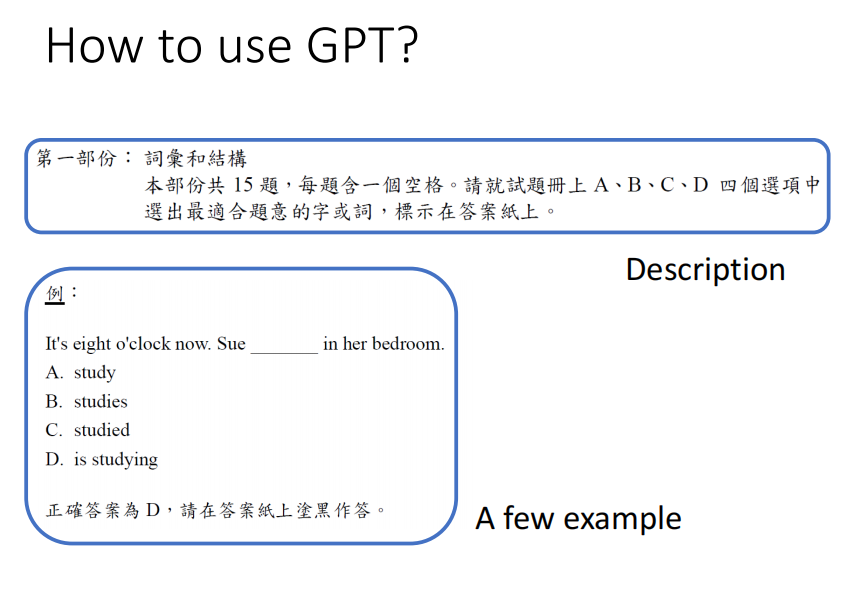 How to use GPT?
第一部份： 詞彙和結構
本部份共 15 題，每題含一個空格。請就試題冊上 A、B、C、D 四個選項中
選出最適合題意的字或詞，標示在答案紙上。
Description
例：
It's eight o'clock now. Sue _______ in her bedroom.
A. study
B. studies
C. studied
D. is studying
正確答案為 D，請在答案紙上塗黑作答。
A few example